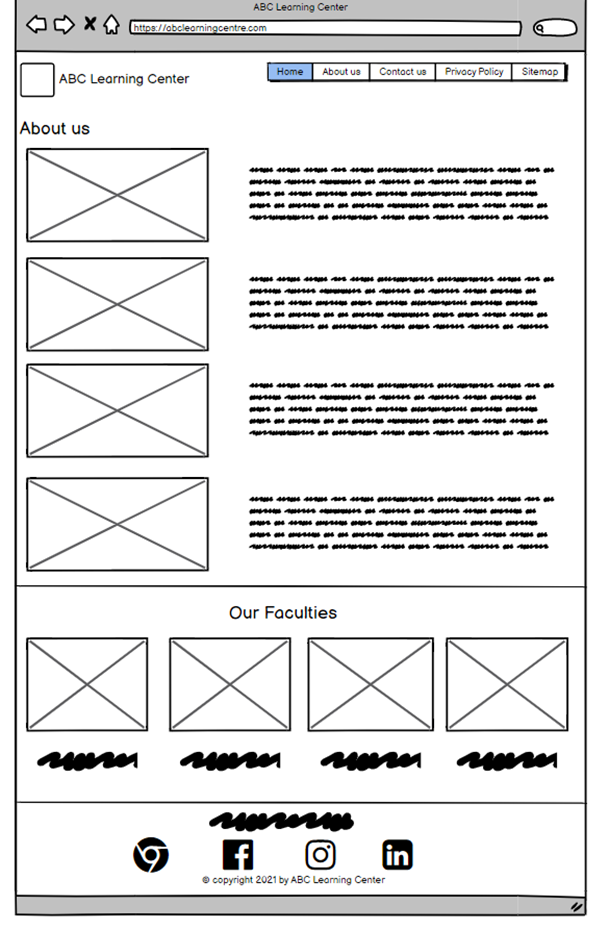 ABC Learning Center
https://abclearningcentre.com
ABC Learning Center
Home About us Contact us Privacy Policy Sitemap
About us
Our Faculties
© copyright 2021 by ABC Learning Center